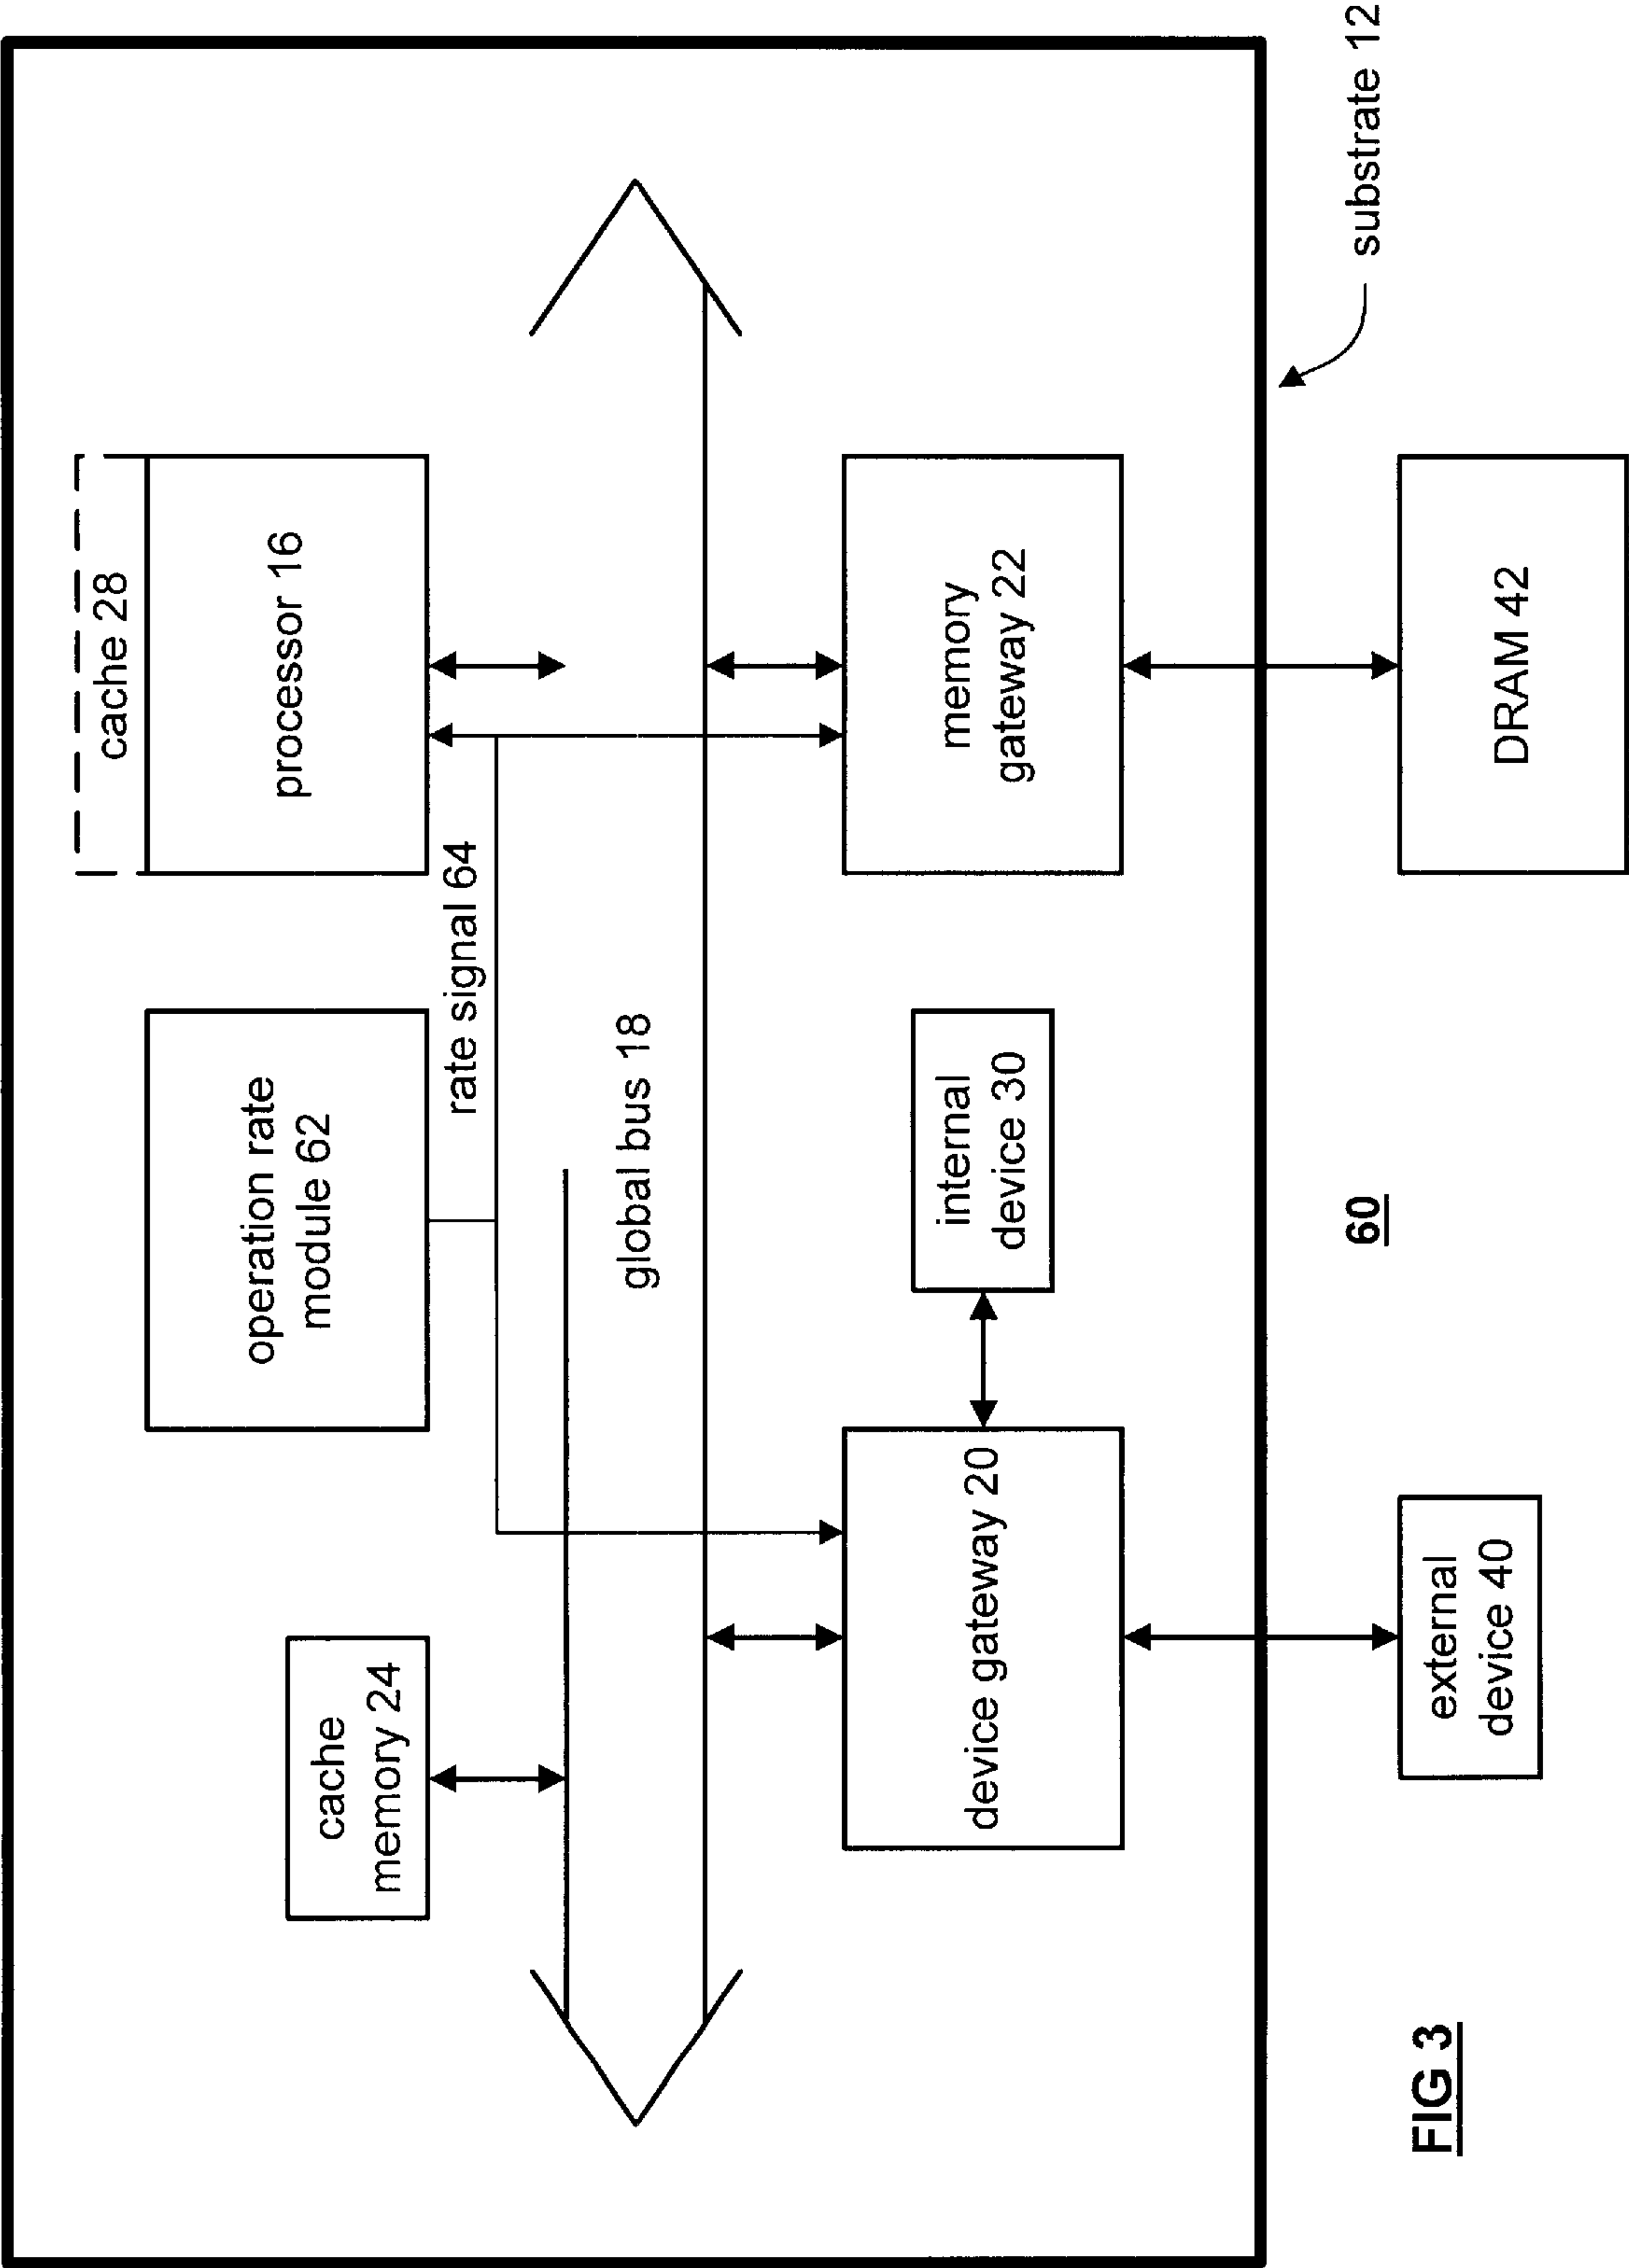 cache 28
cache
memory 24
operation rate
module 62
processor 16
rate signal 64
global bus 18
device gateway 20
internal
device 30
memory
gateway 22
substrate 12
external
device 40
60
DRAM 42
FIG 3